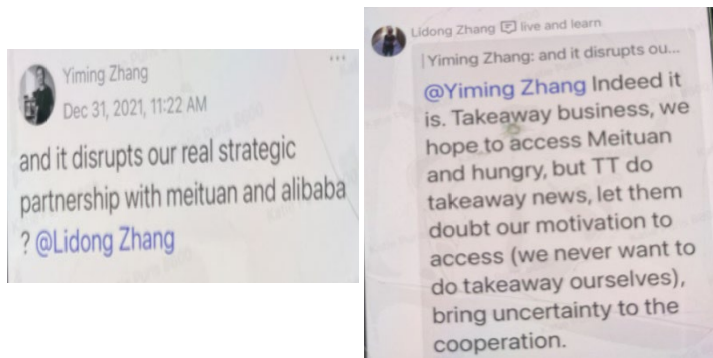 Yiming Zhang
Dec 31, 2021, 11:22 AM
and it disrupts our real strategic
partnership with meituan and alibaba
? @Lidong Zhang
Lidong Zhang live and learn
Yiming Zhang: and it disrupts ou...
@Yiming Zhang Indeed it
is. Takeaway business, we
hope to access Meituan
and hungry, but TT do
takeaway news, let them
doubt our motivation to
access (we never want to
do takeaway ourselves),
bring uncertainty to the
cooperation.